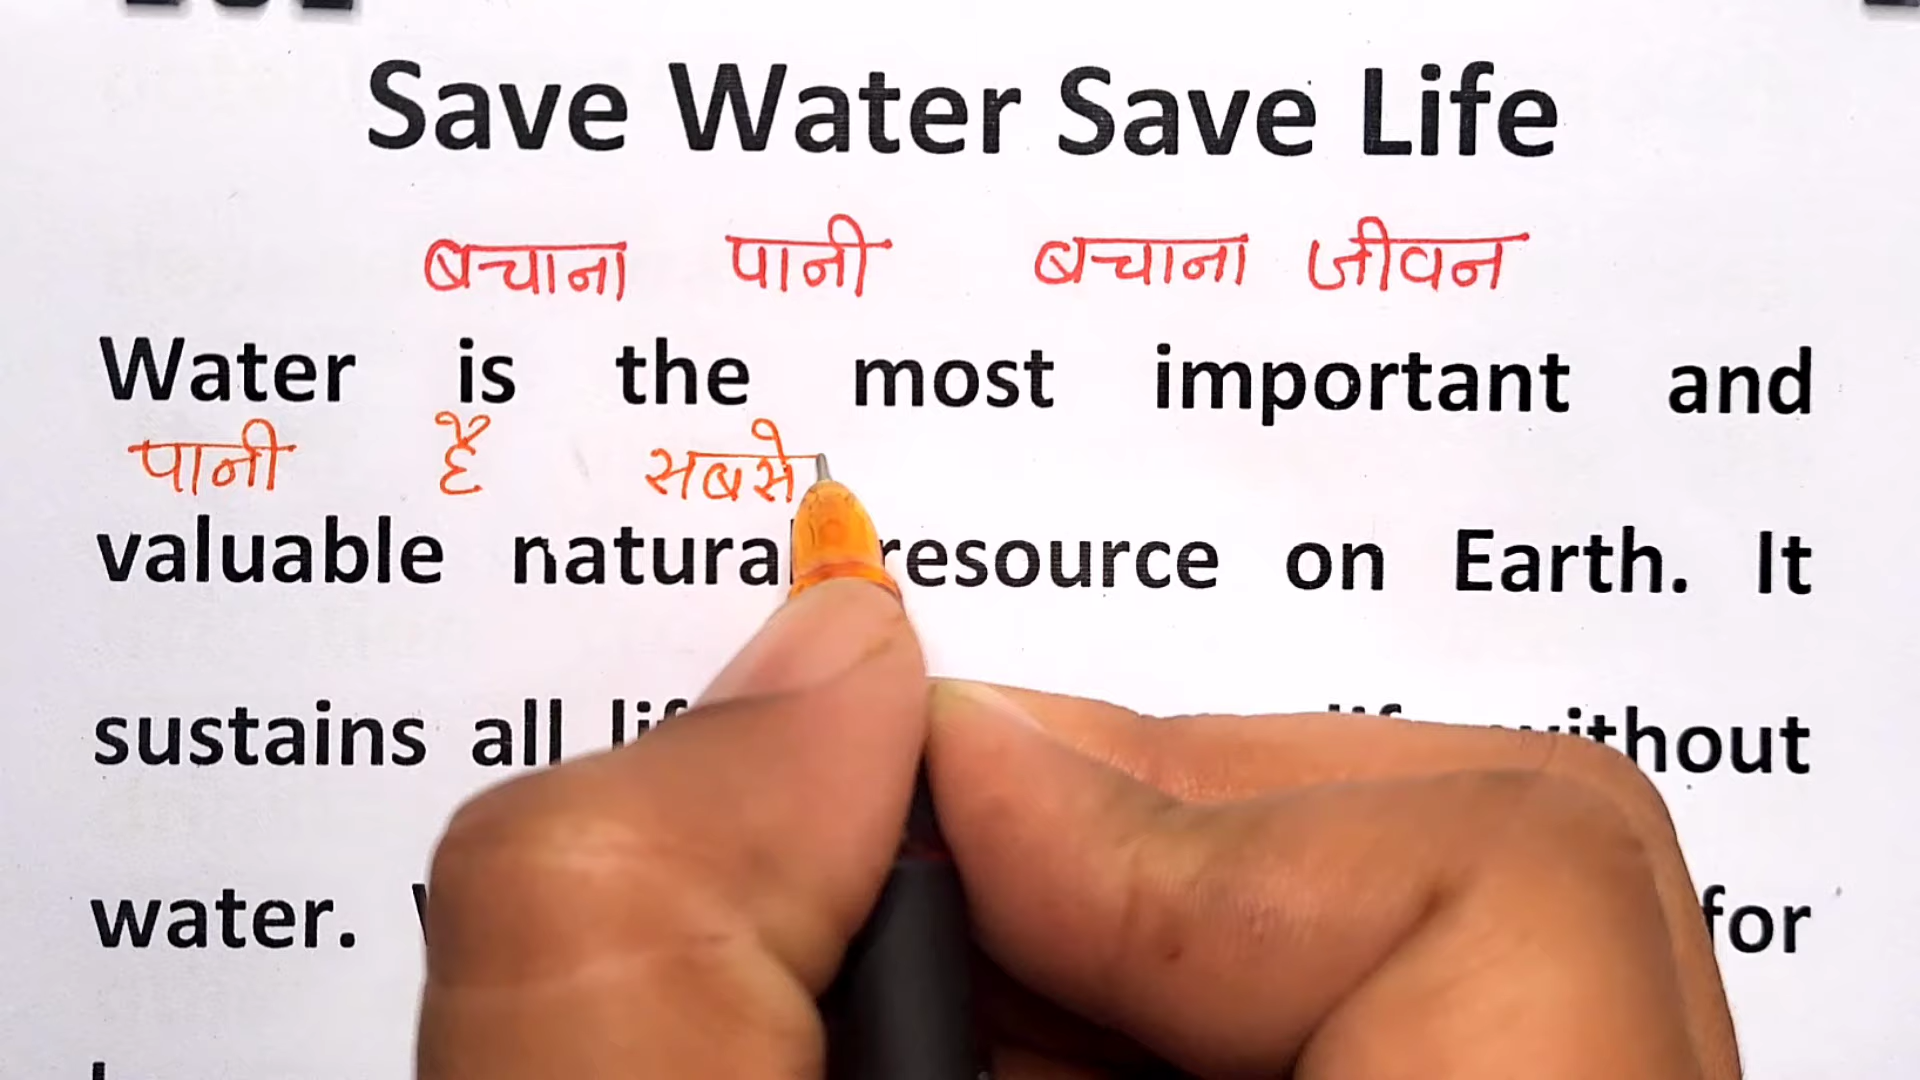 Save Water Save Life
बचाना पानी बचाना जीवन
Water is the most important and
पानी है सबसे
valuable natural resource on Earth. It
sustains all without
water. for